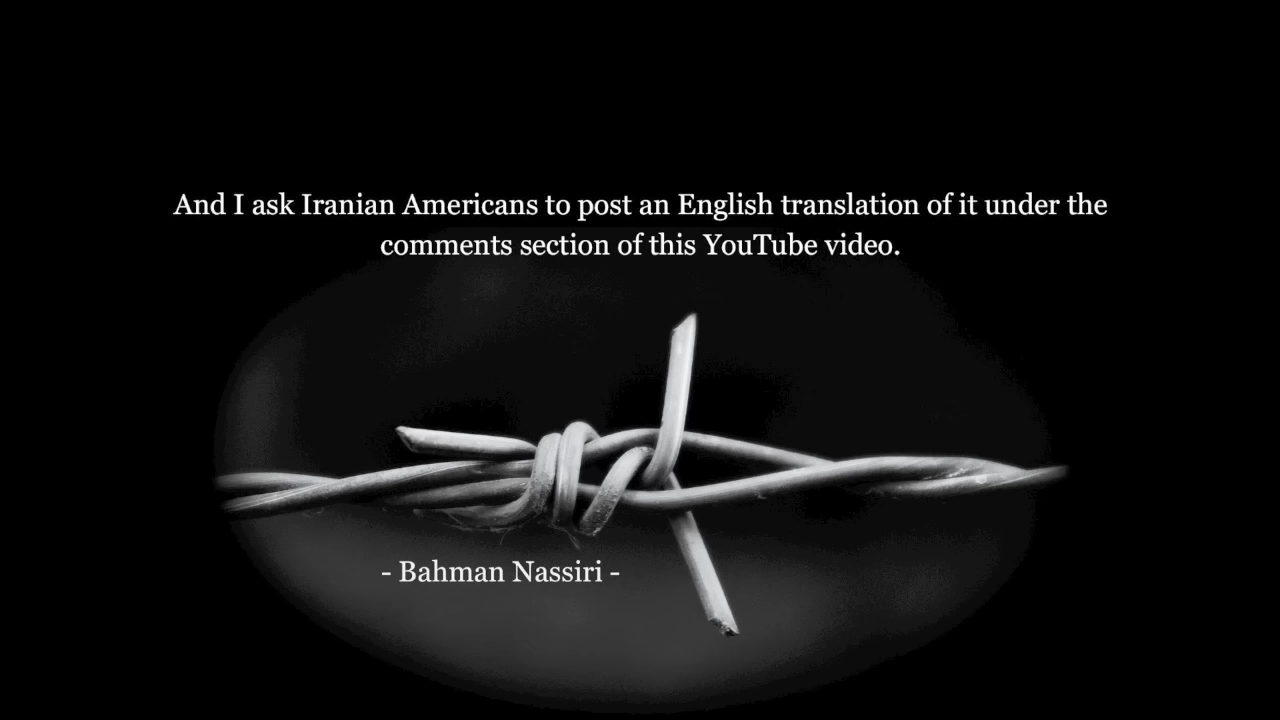 And I ask Iranian Americans to post an English translation of it under the
comments section of this YouTube video.
- Bahman Nassiri -